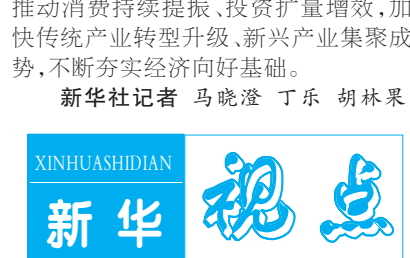 推动消费持续提振、投资扩量增效，加
快传统产业转型升级、新兴产业集聚成
势，不断夯实经济向好基础。
新华社记者 马晓澄 丁乐 胡林果
XINHUASHIDIAN
新华 视点